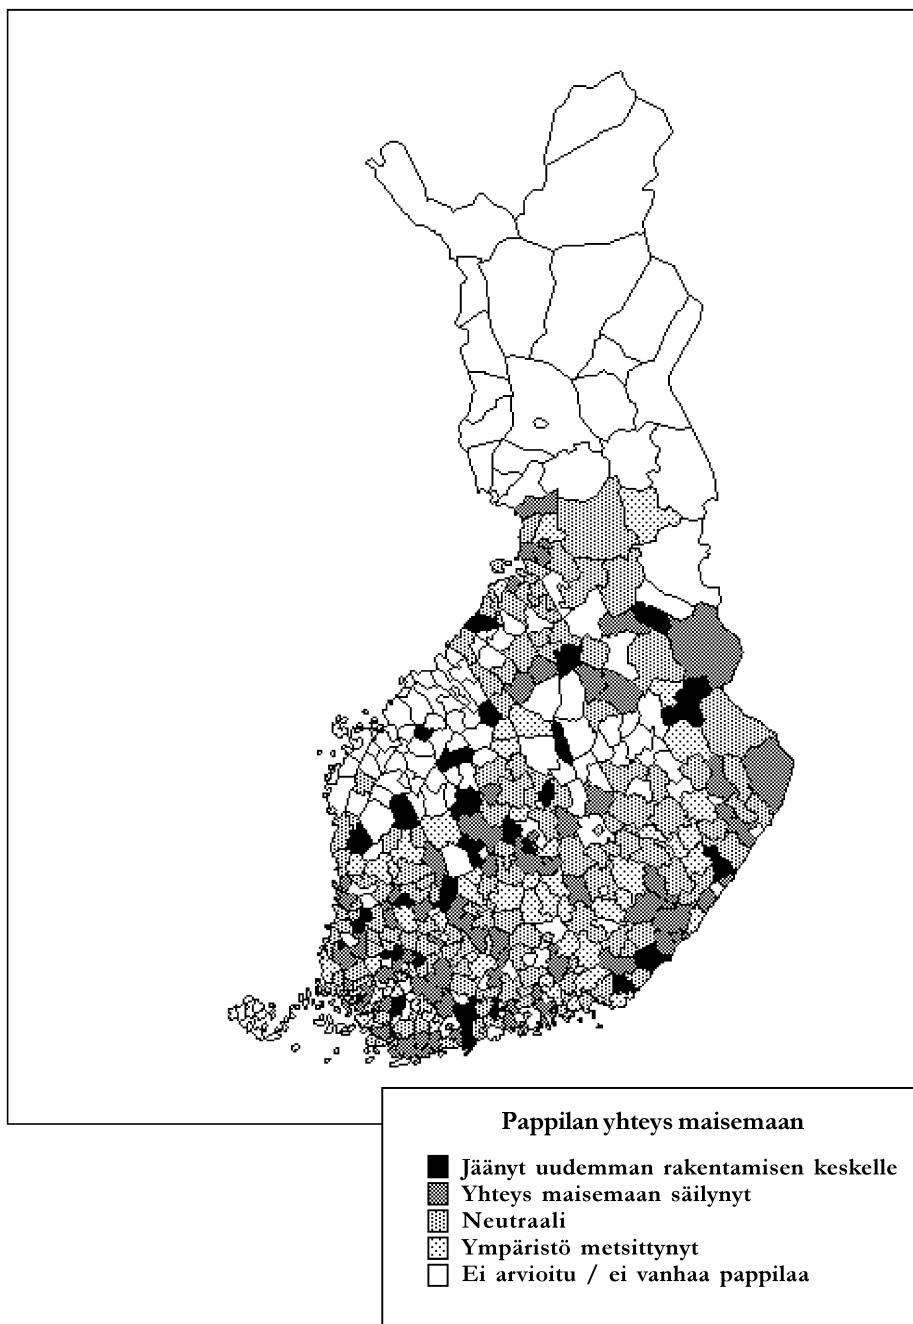 Pappilan yhteys maisemaan
Jäänyt uudemman rakentamisen keskelle
Yhteys maisemaan säilynyt
Neutraali
Ympäristö metsittynyt
Ei arvioitu / ei vanhaa pappilaa